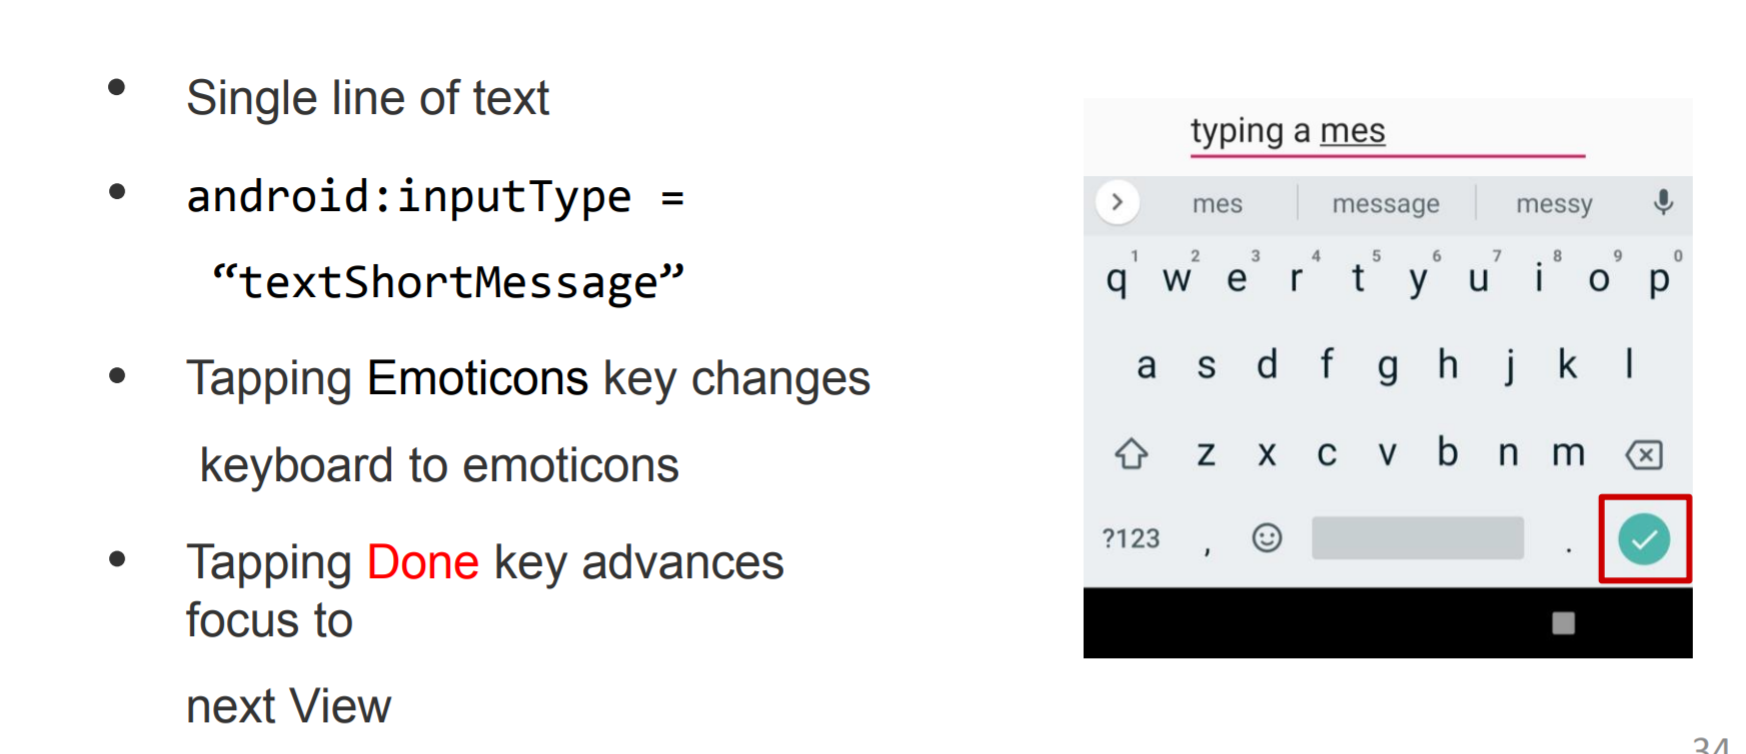 • Single line of text
• android:inputType =
“textShortMessage”
• Tapping Emoticons key changes
keyboard to emoticons
• Tapping Done key advances
focus to
next View
typing a mes
mes message messy
1 2 3 4 5 6 7 8 9 0
q w e r t y u i o p
a s d f g h j k l
z x c v b n m
?123 , .
34